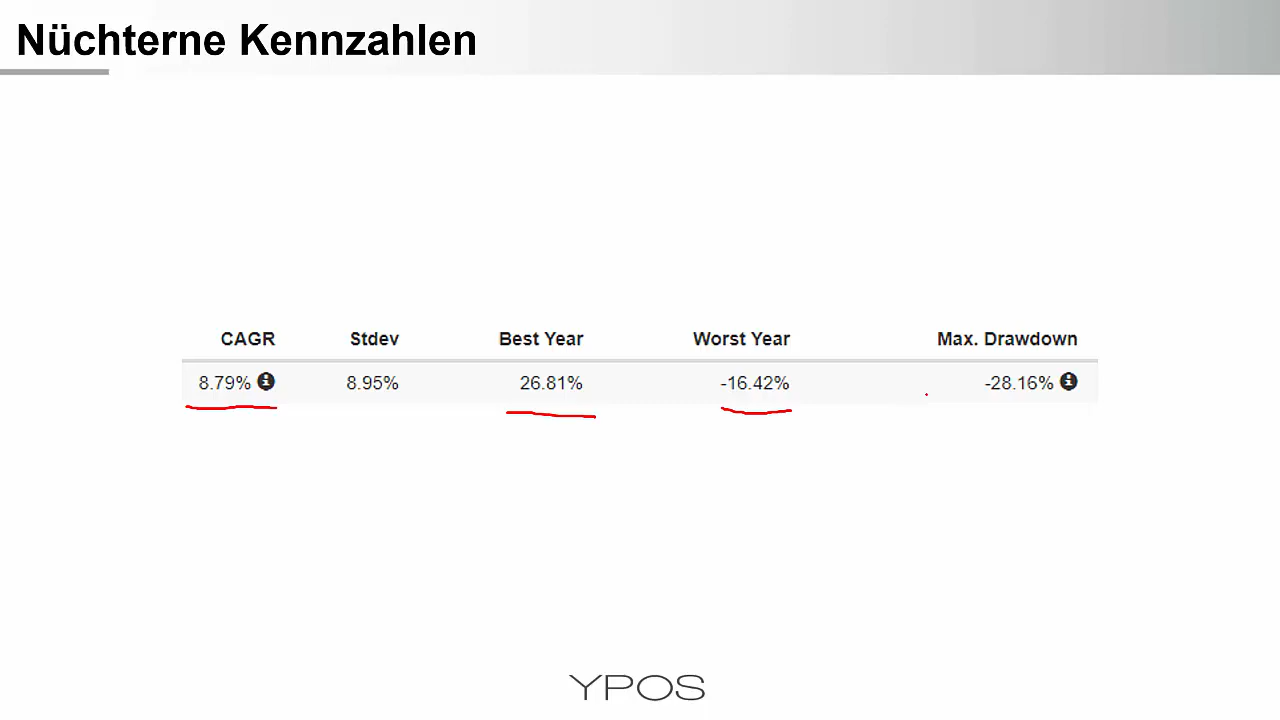 Nüchterne Kennzahlen
CAGR Stdev Best Year Worst Year Max. Drawdown
8.79% 8.95% 26.81% -16.42% -28.16%
YPOS